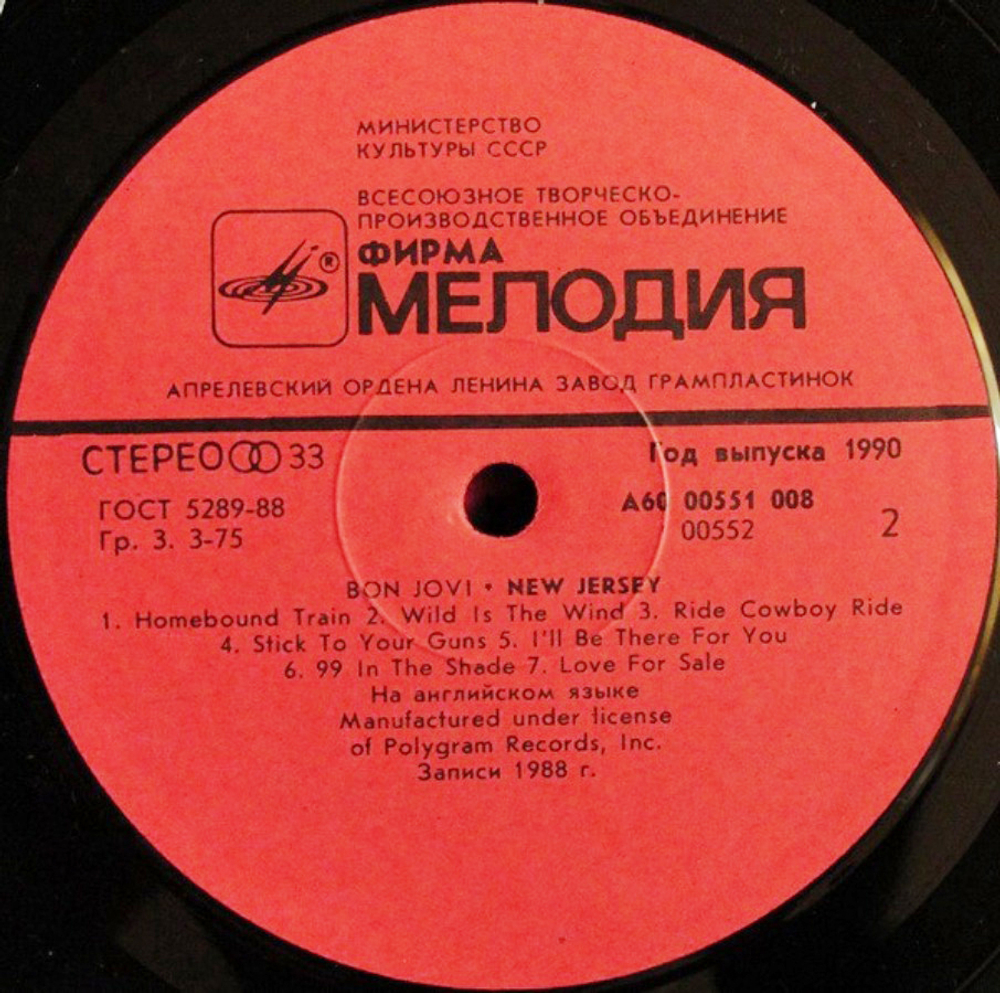 МИНИСТЕРСТВО
КУЛЬТУРЫ СССР
ВСЕСОЮЗНОЕ ТВОРЧЕСКО-
ПРОИЗВОДСТВЕННОЕ ОБЪЕДИНЕНИЕ
ФИРМА
®
МЕЛОДИЯ
АПРЕЛЕВСКИЙ ОРДЕНА ЛЕНИНА ЗАВОД ГРАМПЛАСТИНОК
СТЕРЕО 33
Год выпуска 1990
ГОСТ 5289-88
А60 00551 008
Гр. 3. 3-75
00552
2
BON JOVI • NEW JERSEY
1. Homebound Train 2. Wild Is The Wind 3. Ride Cowboy Ride
4. Stick To Your Guns 5. I'll Be There For You
6. 99 In The Shade 7. Love For Sale
На английском языке
Manufactured under license
of Polygram Records, Inc.
Записи 1988 г.